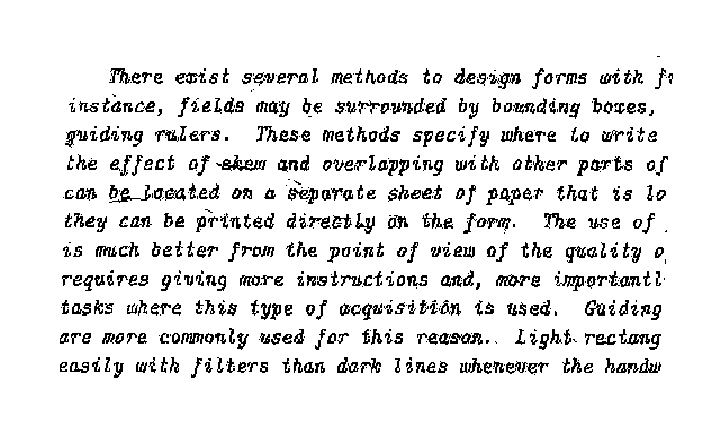 There exist several methods to design forms with f
instance, fields may be surrounded by bounding boxes,
guiding rulers. These methods specify where to write
the effect of skew and overlapping with other parts of
can be located on a separate sheet of paper that is lo
they can be printed directly on the form. The use of
is much better from the point of view of the quality o
requires giving more instructions and, more importantl
tasks where this type of acquisition is used. Guiding
are more commonly used for this reason. Light rectang
easily with filters than dark lines whenever the handw